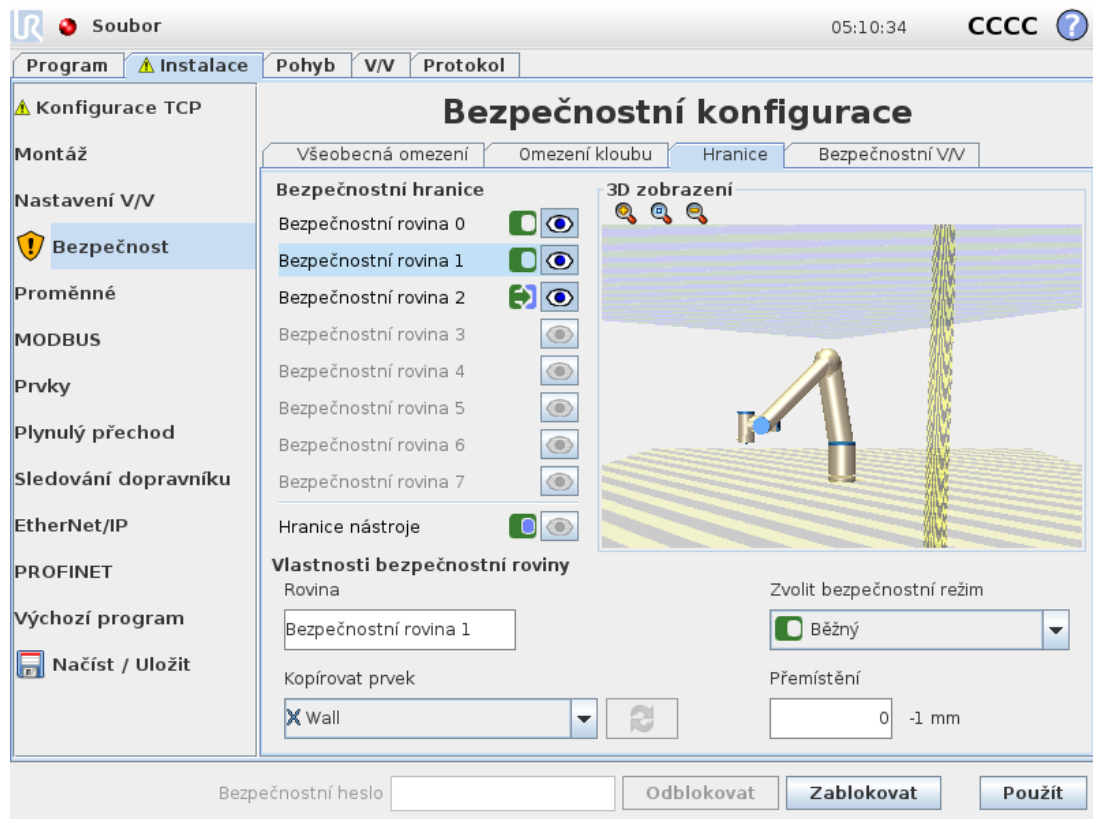 UR Soubor 05:10:34 CCCC ?
Program Instalace Pohyb V/V Protokol
Konfigurace TCP
Montáž
Nastavení V/V
Bezpečnost
Proměnné
MODBUS
Prvky
Plynulý přechod
Sledování dopravníku
EtherNet/IP
PROFINET
Výchozí program
Načíst / Uložit
Bezpečnostní konfigurace
Všeobecná omezení Omezení kloubu Hranice Bezpečnostní V/V
Bezpečnostní hranice
Bezpečnostní rovina 0
Bezpečnostní rovina 1
Bezpečnostní rovina 2
Bezpečnostní rovina 3
Bezpečnostní rovina 4
Bezpečnostní rovina 5
Bezpečnostní rovina 6
Bezpečnostní rovina 7
Hranice nástroje
3D zobrazení
Vlastnosti bezpečnostní roviny
Rovina
Bezpečnostní rovina 1
Zvolit bezpečnostní režim
Běžný
Kopírovat prvek
Wall
Přemístění
0 -1 mm
Bezpečnostní heslo Odblokovat Zablokovat Použít